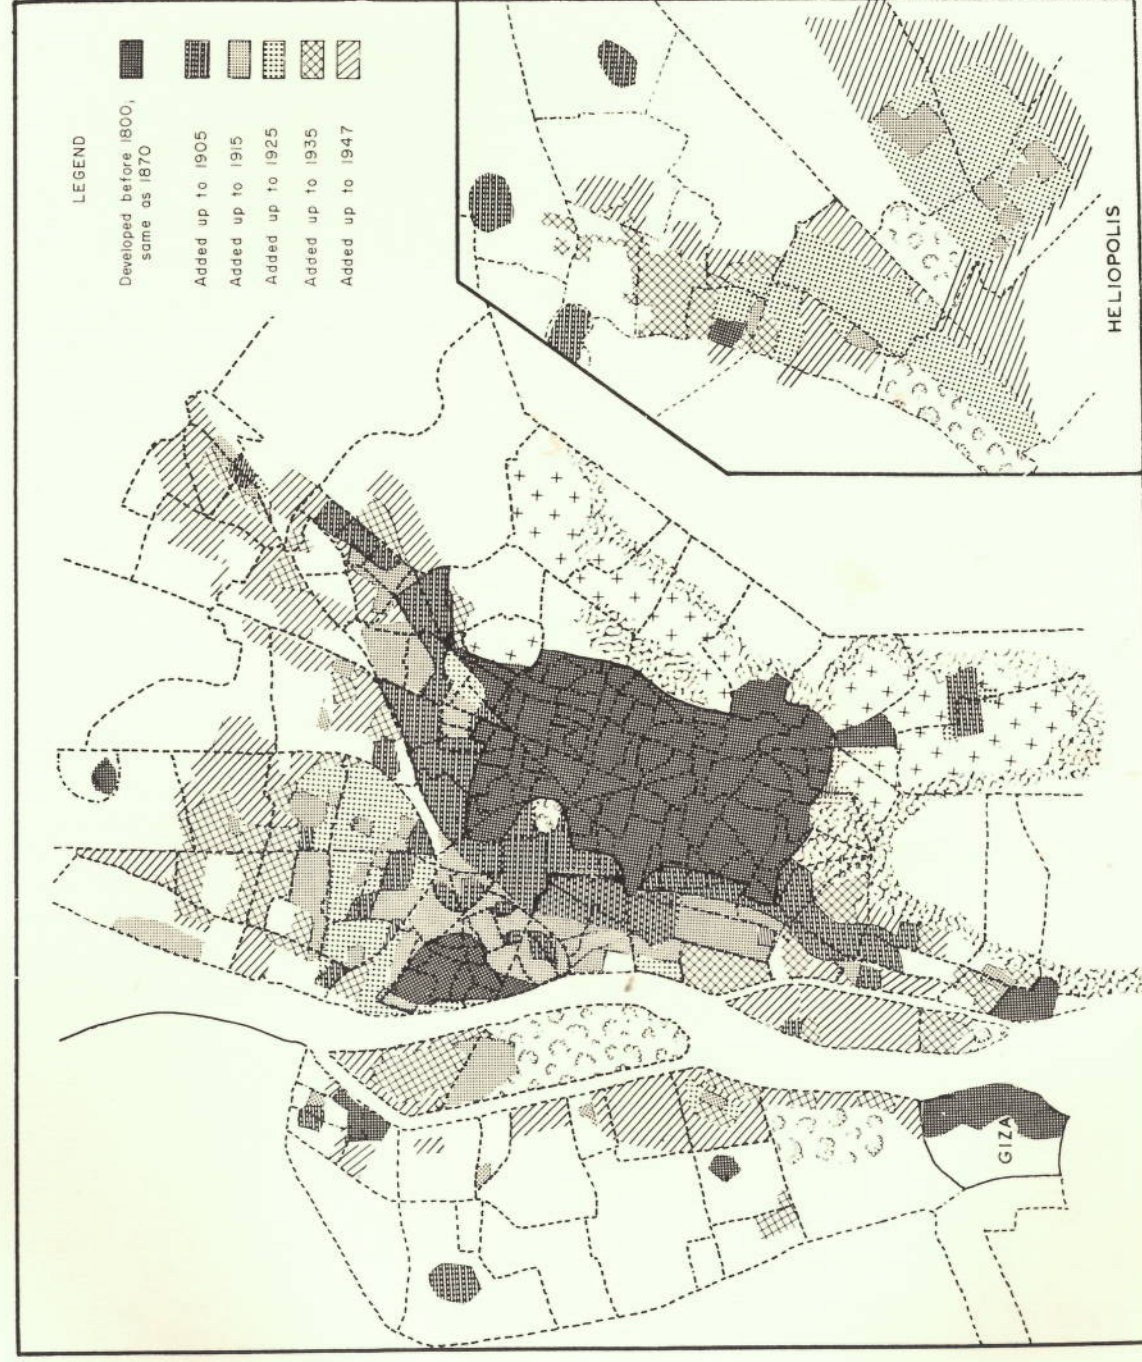 LEGEND
Developed before 1800,
same as 1870
Added up to 1905
Added up to 1915
Added up to 1925
Added up to 1935
Added up to 1947
HELIOPOLIS
GIZA